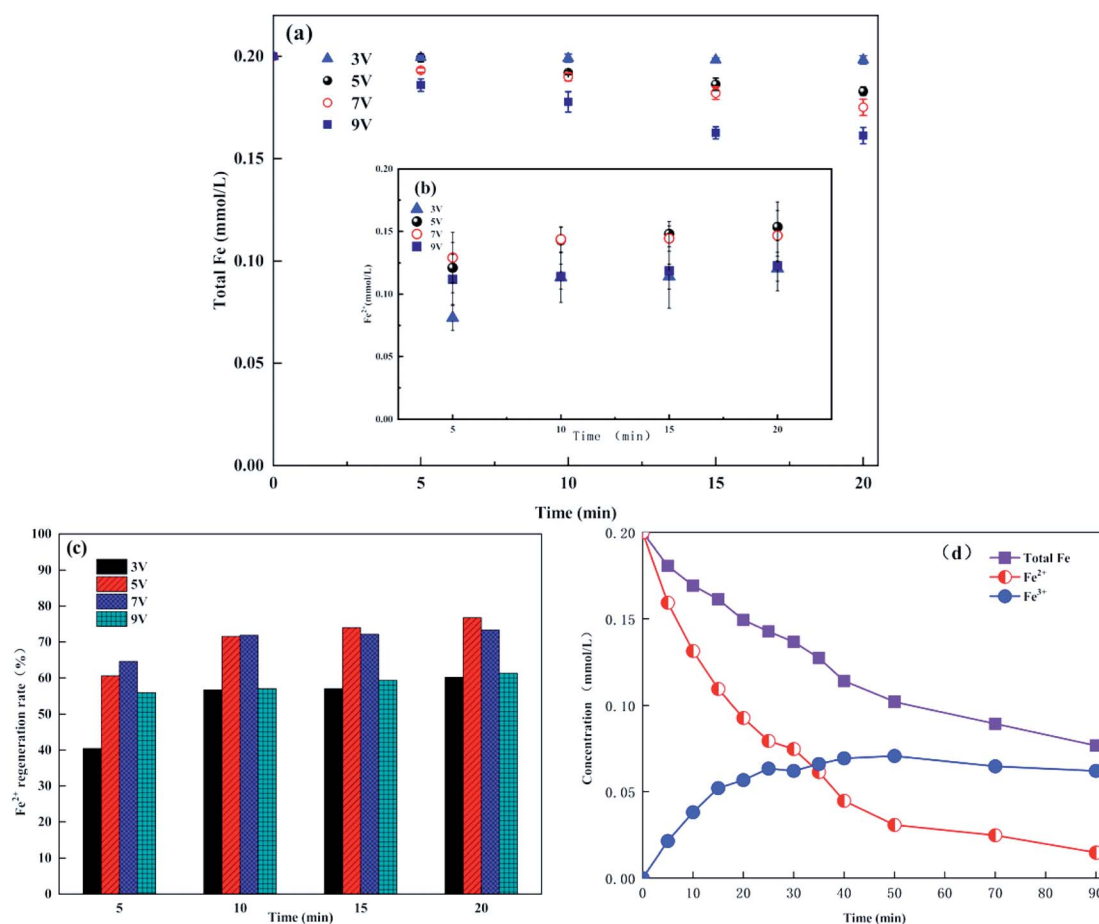 (a)
3V
5V
7V
9V
0.20
0.15
0.10
0.05
0.00
Total Fe (mmol/L)
0
5
10
15
20
Time (min)
(b)
3V
5V
7V
9V
0.20
0.15
0.10
0.05
0.00
Fe²⁺(mmol/L)
5
10
15
20
Time （min）
(c)
3V
5V
7V
9V
100
90
80
70
60
50
40
30
20
10
0
Fe²⁺ regeneration rate（%）
5
10
15
20
Time (min)
（d）
Total Fe
Fe²⁺
Fe³⁺
0.20
0.15
0.10
0.05
0.00
Concentration（mmol/L）
0
10
20
30
40
50
70
90
Time (min)